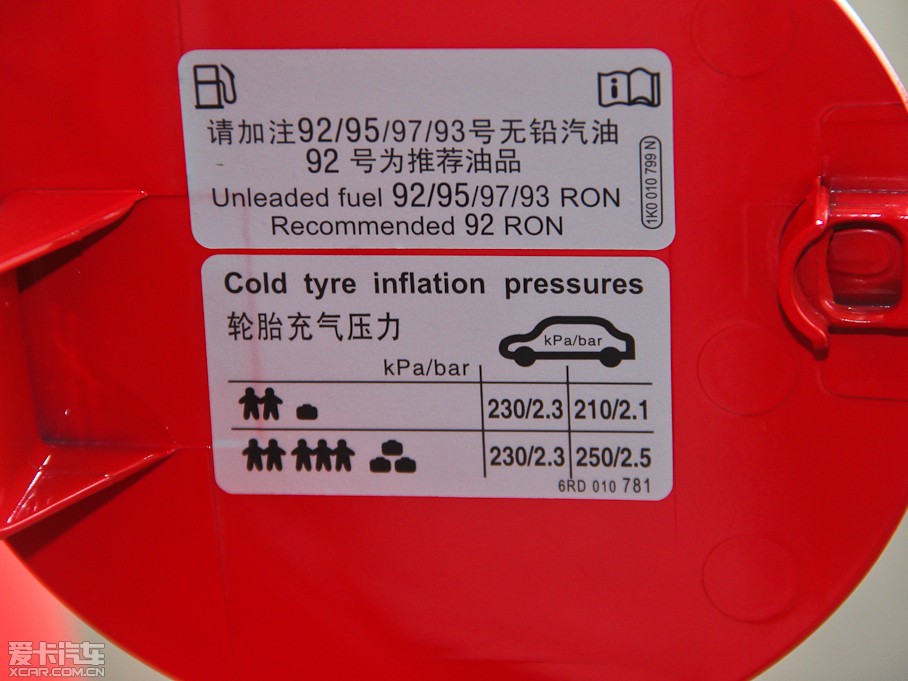 请加注92/95/97/93号无铅汽油
92 号为推荐油品
Unleaded fuel 92/95/97/93 RON
Recommended 92 RON
1K0 010 799 N
Cold tyre inflation pressures
轮胎充气压力
kPa/bar
kPa/bar
230/2.3 210/2.1
230/2.3 250/2.5
6RD 010 781
爱卡汽车
XCAR.COM.CN